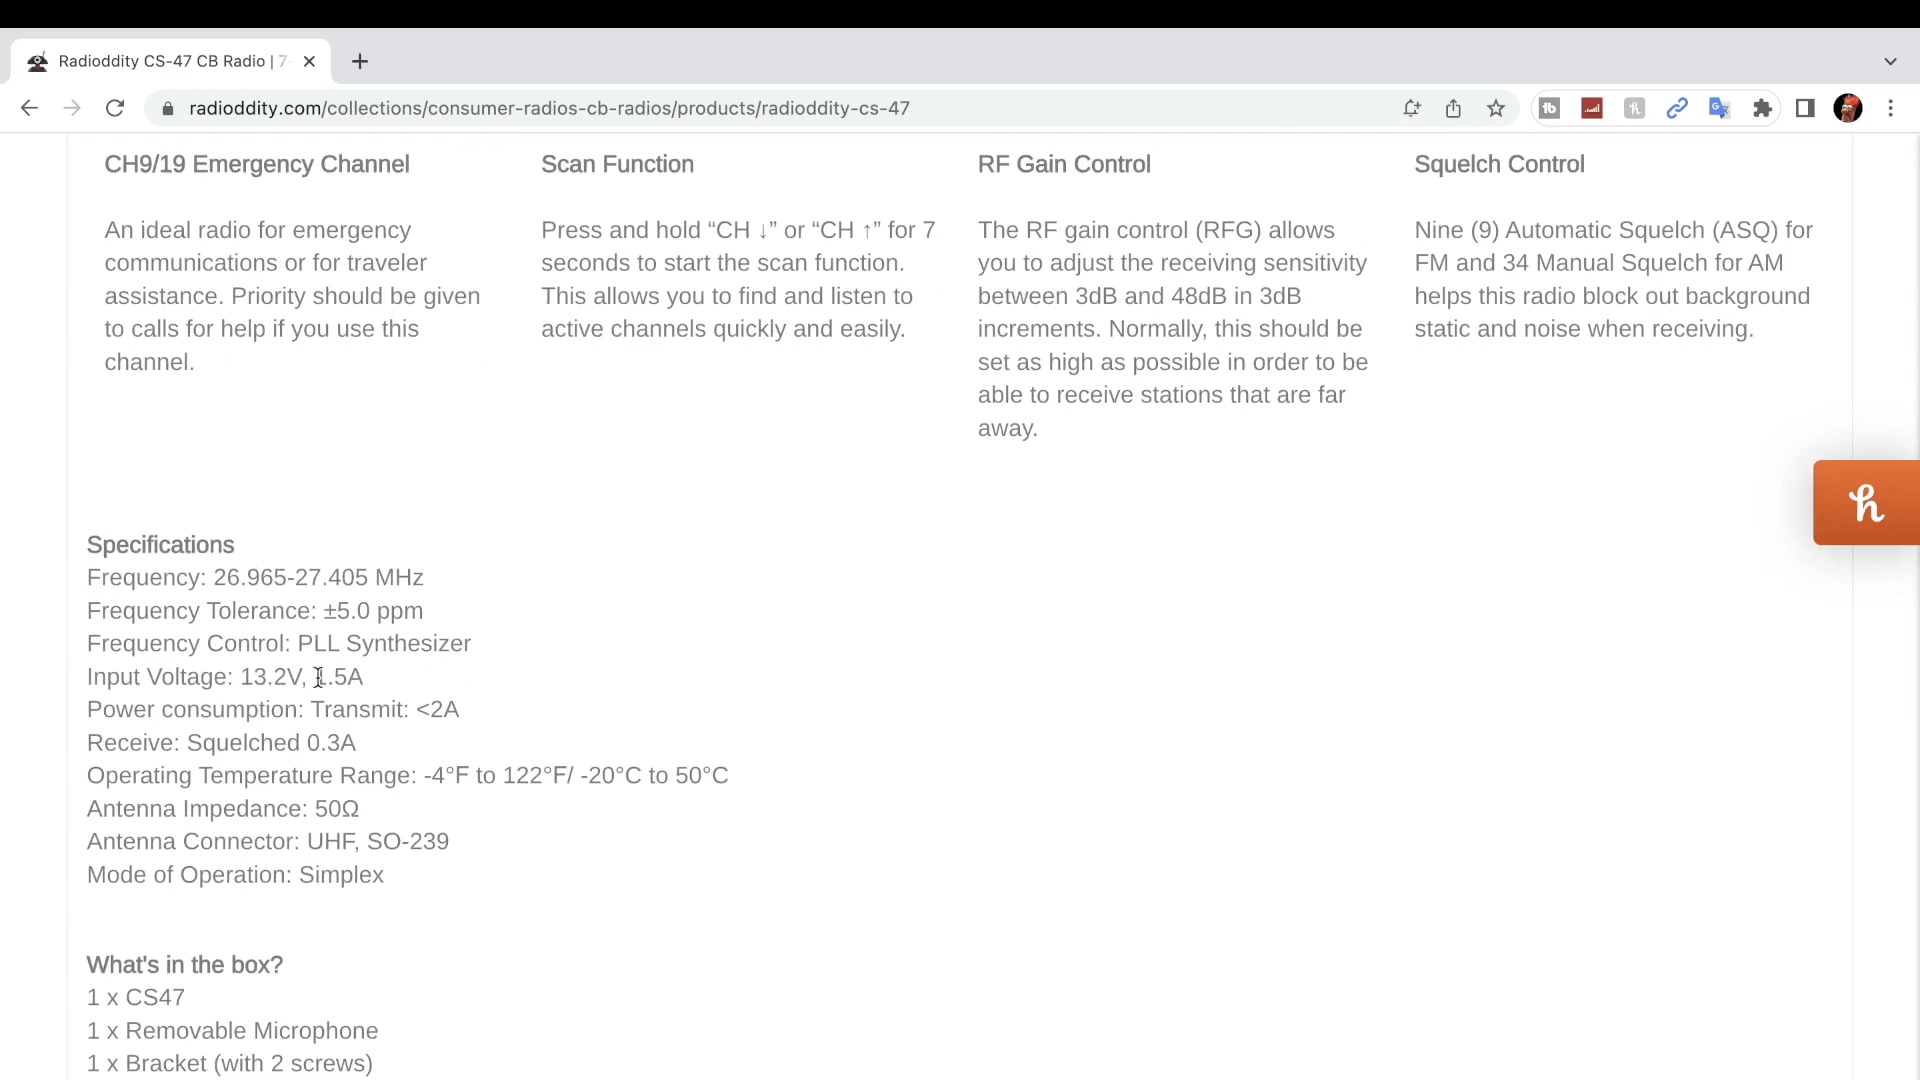 Radioddity CS-47 CB Radio | 7-
radioddity.com/collections/consumer-radios-cb-radios/products/radioddity-cs-47
CH9/19 Emergency Channel
An ideal radio for emergency
communications or for traveler
assistance. Priority should be given
to calls for help if you use this
channel.
Scan Function
Press and hold “CH ↓” or “CH ↑” for 7
seconds to start the scan function.
This allows you to find and listen to
active channels quickly and easily.
RF Gain Control
The RF gain control (RFG) allows
you to adjust the receiving sensitivity
between 3dB and 48dB in 3dB
increments. Normally, this should be
set as high as possible in order to be
able to receive stations that are far
away.
Squelch Control
Nine (9) Automatic Squelch (ASQ) for
FM and 34 Manual Squelch for AM
helps this radio block out background
static and noise when receiving.
Specifications
Frequency: 26.965-27.405 MHz
Frequency Tolerance: ±5.0 ppm
Frequency Control: PLL Synthesizer
Input Voltage: 13.2V, 1.5A
Power consumption: Transmit: <2A
Receive: Squelched 0.3A
Operating Temperature Range: -4°F to 122°F/ -20°C to 50°C
Antenna Impedance: 50Ω
Antenna Connector: UHF, SO-239
Mode of Operation: Simplex
What's in the box?
1 x CS47
1 x Removable Microphone
1 x Bracket (with 2 screws)